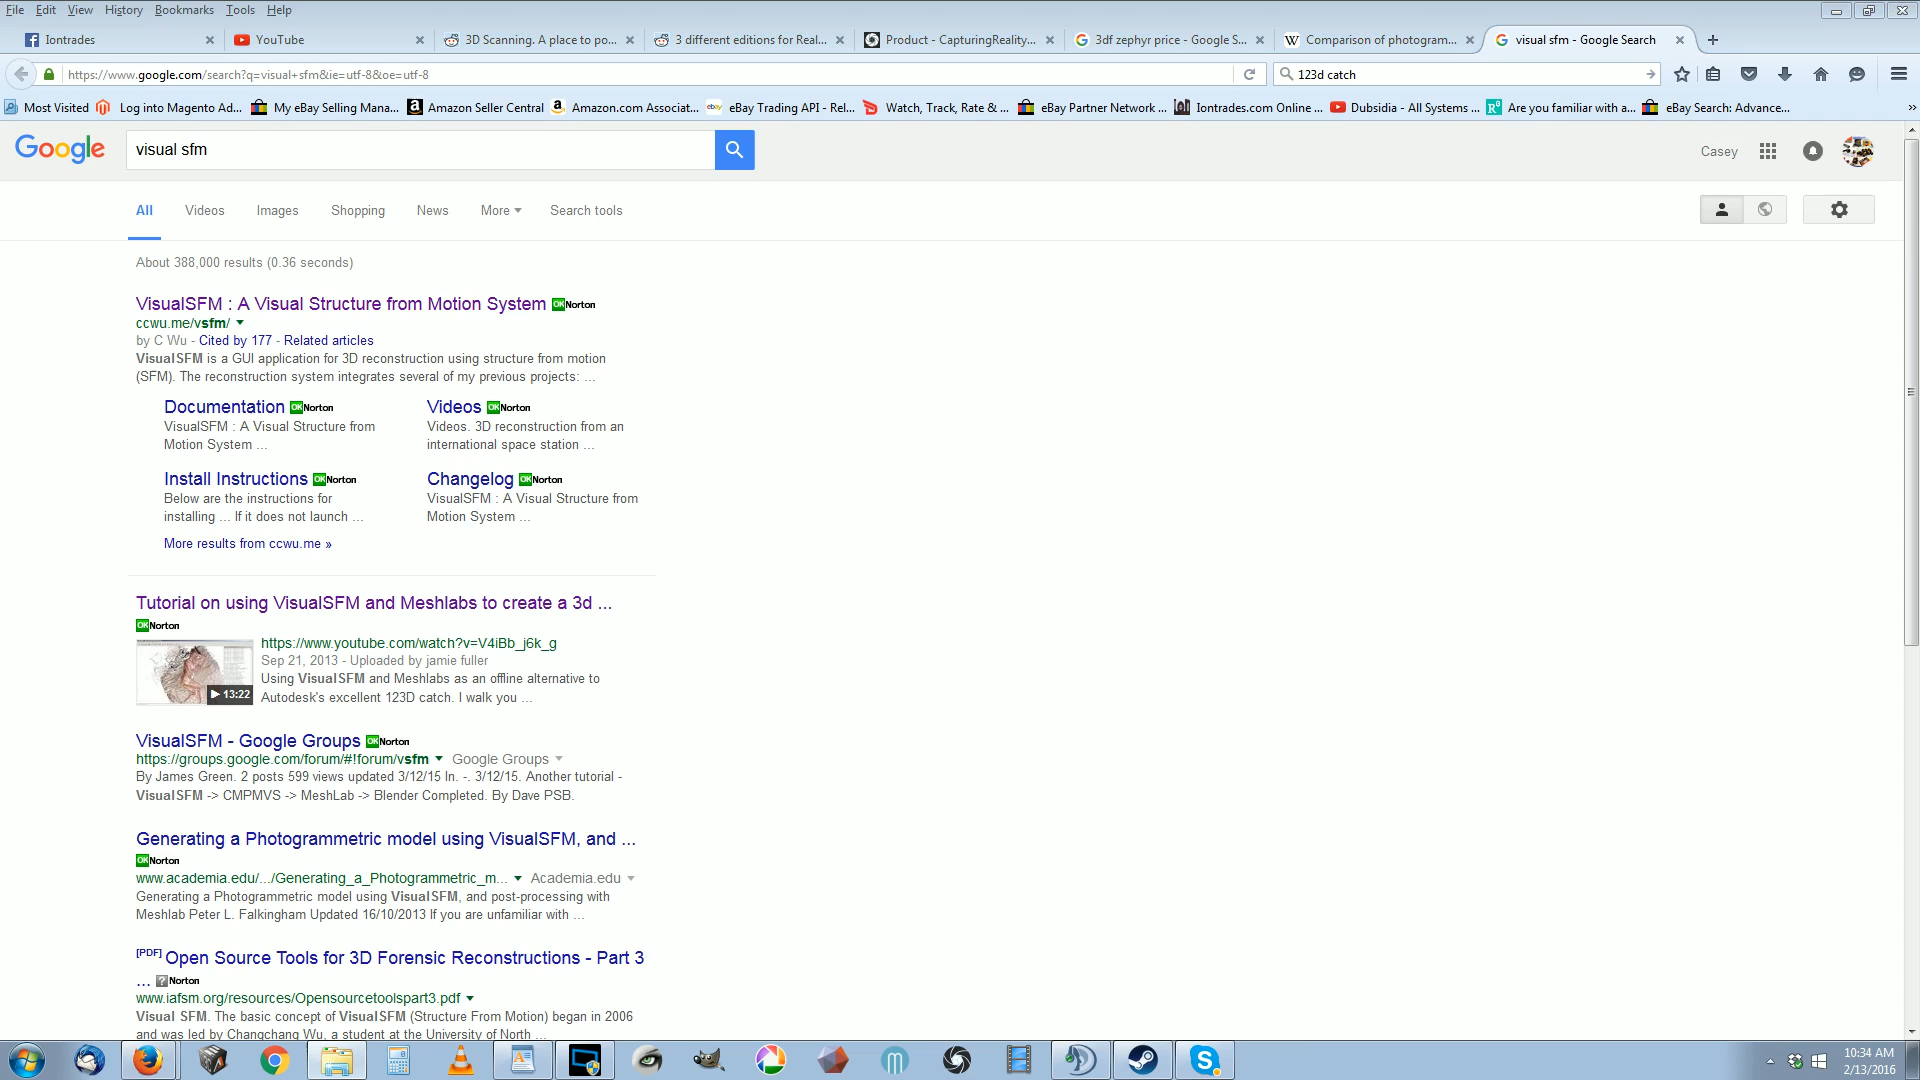 File Edit View History Bookmarks Tools Help
Iontrades
YouTube
3D Scanning. A place to po...
3 different editions for Real...
Product - CapturingReality...
3df zephyr price - Google S...
Comparison of photogram...
visual sfm - Google Search
https://www.google.com/search?q=visual+sfm&ie=utf-8&oe=utf-8
123d catch
Most Visited
Log into Magento Ad...
My eBay Selling Mana...
Amazon Seller Central
Amazon.com Associat...
eBay Trading API - Rel...
Watch, Track, Rate & ...
eBay Partner Network ...
Iontrades.com Online ...
Dubsidia - All Systems ...
Are you familiar with a...
eBay Search: Advance...
Google
visual sfm
Casey
All Videos Images Shopping News More Search tools
About 388,000 results (0.36 seconds)
VisualSFM : A Visual Structure from Motion System OK Norton
ccwu.me/vsfm/
by C Wu - Cited by 177 - Related articles
VisualSFM is a GUI application for 3D reconstruction using structure from motion
(SFM). The reconstruction system integrates several of my previous projects: ...
Documentation OK Norton
VisualSFM : A Visual Structure from
Motion System ...
Videos OK Norton
Videos. 3D reconstruction from an
international space station ...
Install Instructions OK Norton
Below are the instructions for
installing ... If it does not launch ...
Changelog OK Norton
VisualSFM : A Visual Structure from
Motion System ...
More results from ccwu.me »
Tutorial on using VisualSFM and Meshlabs to create a 3d ...
OK Norton
13:22
https://www.youtube.com/watch?v=V4iBb_j6k_g
Sep 21, 2013 - Uploaded by jamie fuller
Using VisualSFM and Meshlabs as an offline alternative to
Autodesk's excellent 123D catch. I walk you ...
VisualSFM - Google Groups OK Norton
https://groups.google.com/forum/#!forum/vsfm Google Groups
By James Green. 2 posts 599 views updated 3/12/15 In. -. 3/12/15. Another tutorial -
VisualSFM -> CMPMVS -> MeshLab -> Blender Completed. By Dave PSB.
Generating a Photogrammetric model using VisualSFM, and ...
OK Norton
www.academia.edu/.../Generating_a_Photogrammetric_m... Academia.edu
Generating a Photogrammetric model using VisualSFM, and post-processing with
Meshlab Peter L. Falkingham Updated 16/10/2013 If you are unfamiliar with ...
[PDF] Open Source Tools for 3D Forensic Reconstructions - Part 3
... ? Norton
www.iafsm.org/resources/Opensourcetoolspart3.pdf
Visual SFM. The basic concept of VisualSFM (Structure From Motion) began in 2006
and was led by Changchang Wu, a student at the University of North ...
10:34 AM
2/13/2016